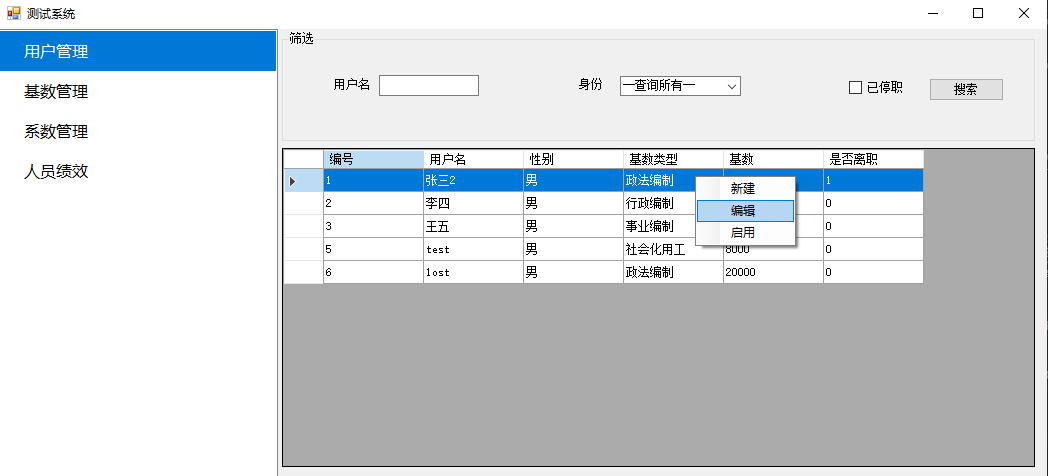 测试系统
用户管理
基数管理
系数管理
人员绩效
筛选
用户名 身份 一查询所有一 已停职 搜索
编号 用户名 性别 基数类型 基数 是否离职
1 张三2 男 政法编制 1
2 李四 男 行政编制 0
3 王五 男 事业编制 0
5 test 男 社会化用工 8000 0
6 lost 男 政法编制 20000 0
新建
编辑
启用